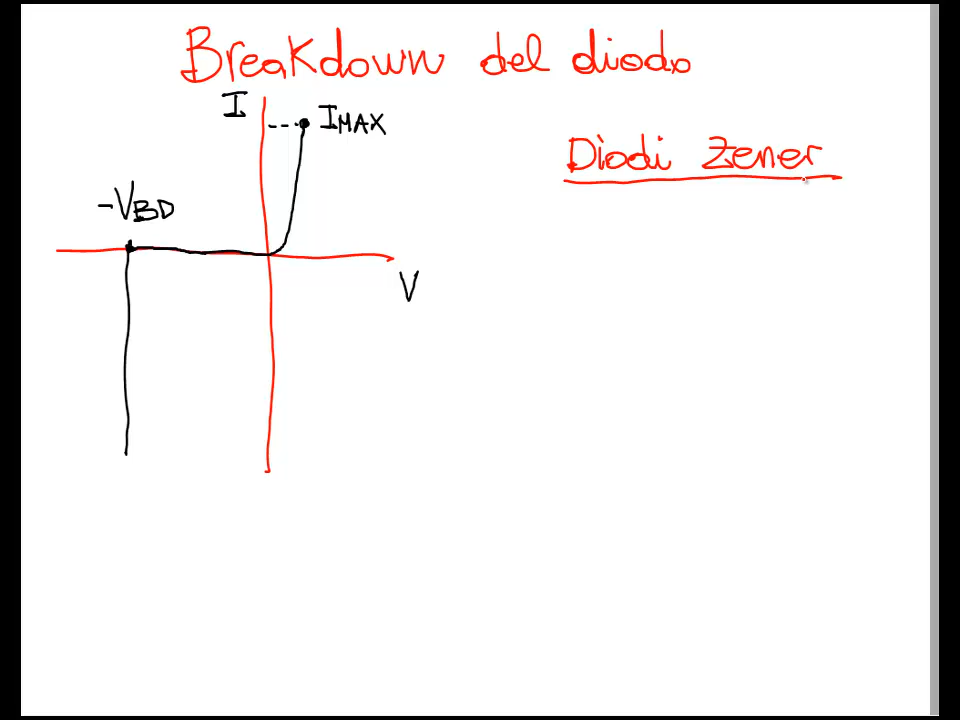 Breakdown del diodo
I
IMAX
Diodi Zener
-VBD
V